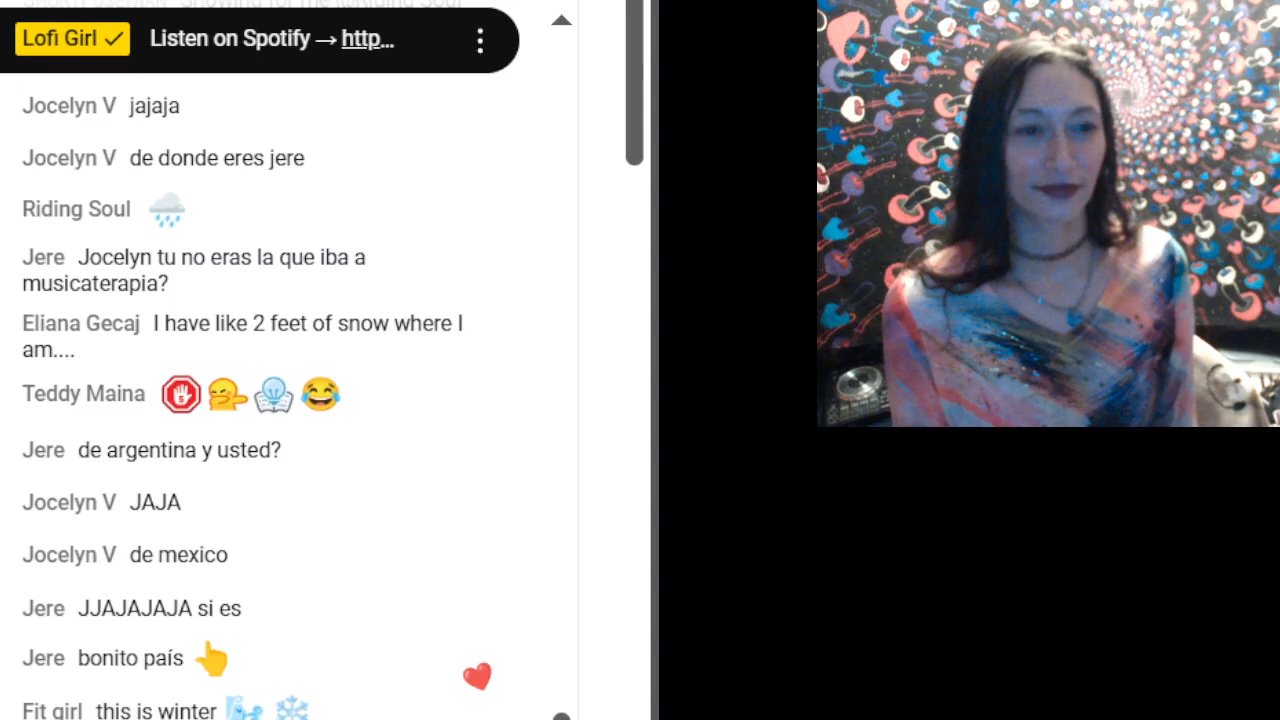 Lofi Girl ✓ Listen on Spotify → http...
Jocelyn V jajaja
Jocelyn V de donde eres jere
Riding Soul 🌧️
Jere Jocelyn tu no eras la que iba a
musicaterapia?
Eliana Gecaj I have like 2 feet of snow where I
am....
Teddy Maina
Jere de argentina y usted?
Jocelyn V JAJA
Jocelyn V de mexico
Jere JJAJAJAJA si es
Jere bonito país 👆
Fit girl this is winter 🌬️ ❄️